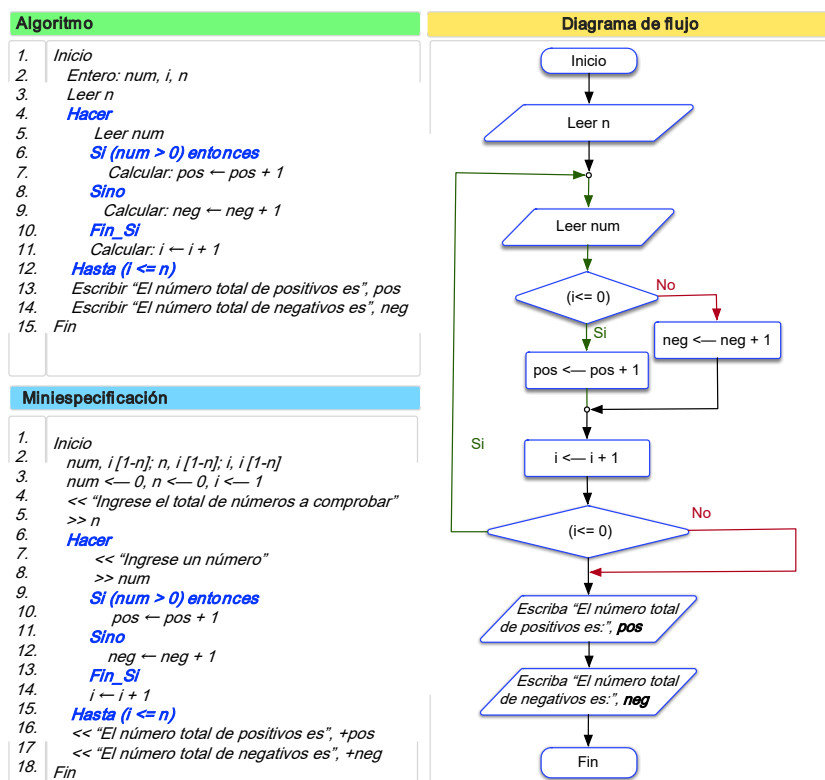 Algoritmo
1. Inicio
2. Entero: num, i, n
3. Leer n
4. Hacer
5. Leer num
6. Si (num > 0) entonces
7. Calcular: pos ← pos + 1
8. Sino
9. Calcular: neg ← neg + 1
10. Fin_Si
11. Calcular: i ← i + 1
12. Hasta (i <= n)
13. Escribir “El número total de positivos es”, pos
14. Escribir “El número total de negativos es”, neg
15. Fin
Miniespecificación
1. Inicio
2. num, i [1-n]; n, i [1-n]; i, i [1-n]
3. num <— 0, n <— 0, i <— 1
4. << “Ingrese el total de números a comprobar”
5. >> n
6. Hacer
7. << “Ingrese un número”
8. >> num
9. Si (num > 0) entonces
10. pos ← pos + 1
11. Sino
12. neg ← neg + 1
13. Fin_Si
14. i ← i + 1
15. Hasta (i <= n)
16. << “El número total de positivos es”, +pos
17 << “El número total de negativos es”, +neg
18. Fin
Diagrama de flujo
Inicio
Leer n
Leer num
(i<= 0)
No
Si
neg <— neg + 1
pos <— pos + 1
Si
i <— i + 1
(i<= 0)
No
Escriba “El número total
de positivos es:”, pos
Escriba “El número total
de negativos es:”, neg
Fin